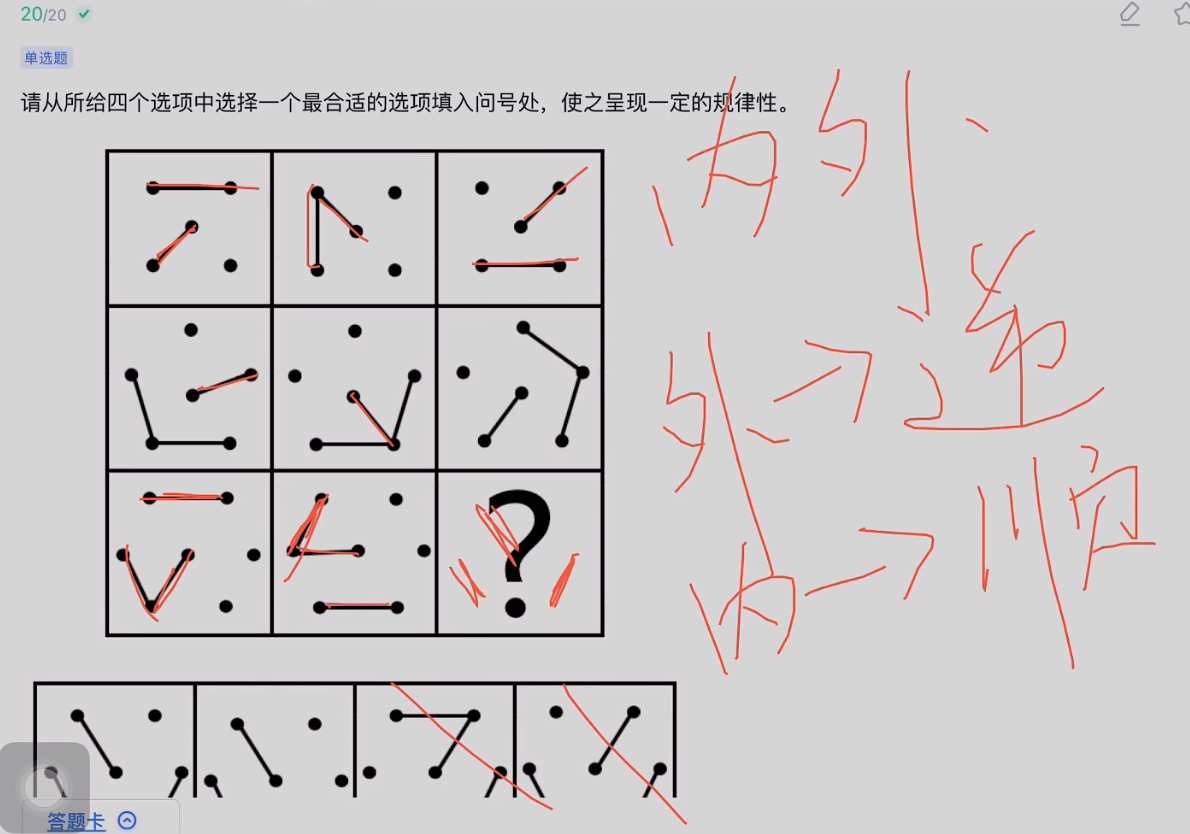 20/20
单选题
请从所给四个选项中选择一个最合适的选项填入问号处，使之呈现一定的规律性。
内外
外→逆
?
内→顺
答题卡